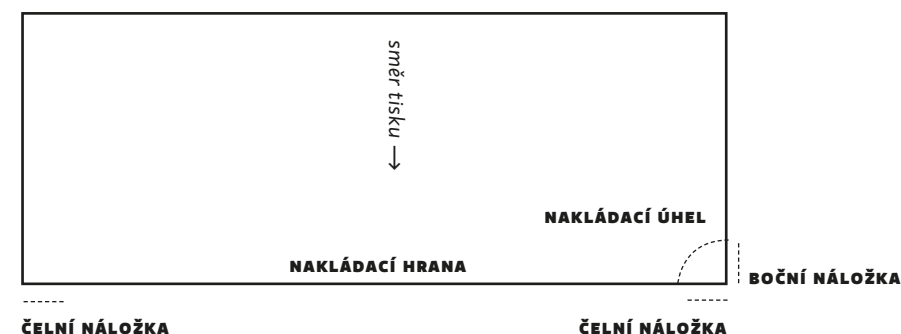 směr tisku →
NAKLÁDACÍ ÚHEL
NAKLÁDACÍ HRANA
BOČNÍ NÁLOŽKA
ČELNÍ NÁLOŽKA
ČELNÍ NÁLOŽKA